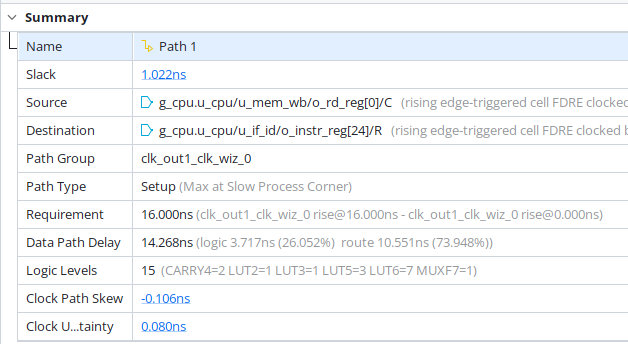 Summary
Name Path 1
Slack 1.022ns
Source g_cpu.u_cpu/u_mem_wb/o_rd_reg[0]/C (rising edge-triggered cell FDRE clocked
Destination g_cpu.u_cpu/u_if_id/o_instr_reg[24]/R (rising edge-triggered cell FDRE clocked b
Path Group clk_out1_clk_wiz_0
Path Type Setup (Max at Slow Process Corner)
Requirement 16.000ns (clk_out1_clk_wiz_0 rise@16.000ns - clk_out1_clk_wiz_0 rise@0.000ns)
Data Path Delay 14.268ns (logic 3.717ns (26.052%) route 10.551ns (73.948%))
Logic Levels 15 (CARRY4=2 LUT2=1 LUT3=1 LUT5=3 LUT6=7 MUXF7=1)
Clock Path Skew -0.106ns
Clock U...tainty 0.080ns